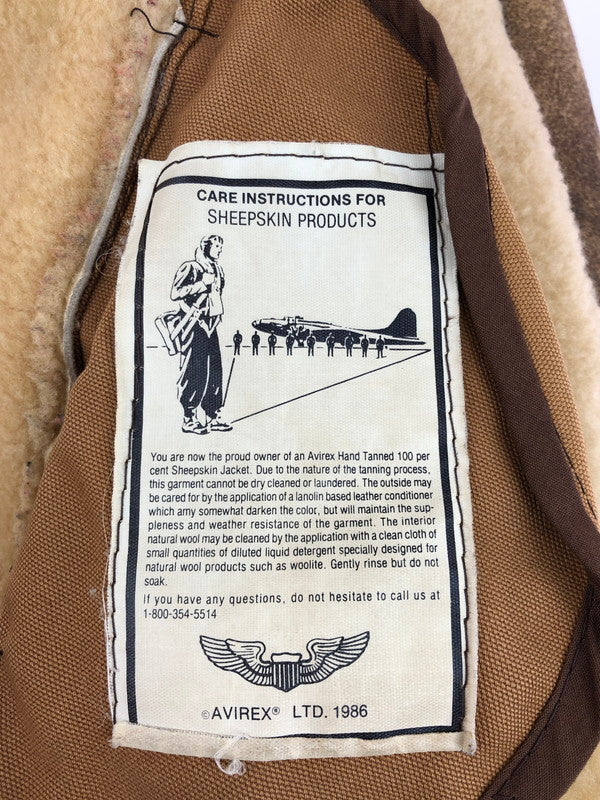 CARE INSTRUCTIONS FOR
SHEEPSKIN PRODUCTS
You are now the proud owner of an Avirex Hand Tanned 100 per
cent Sheepskin Jacket. Due to the nature of the tanning process,
this garment cannot be dry cleaned or laundered. The outside may
be cared for by the application of a lanolin based leather conditioner
which amy somewhat darken the color, but will maintain the sup-
pleness and weather resistance of the garment. The interior
natural wool may be cleaned by the application with a clean cloth of
small quantities of diluted liquid detergent specially designed for
natural wool products such as woolite. Gently rinse but do not
soak.
If you have any questions, do not hesitate to call us at
1-800-354-5514
©AVIREX® LTD. 1986